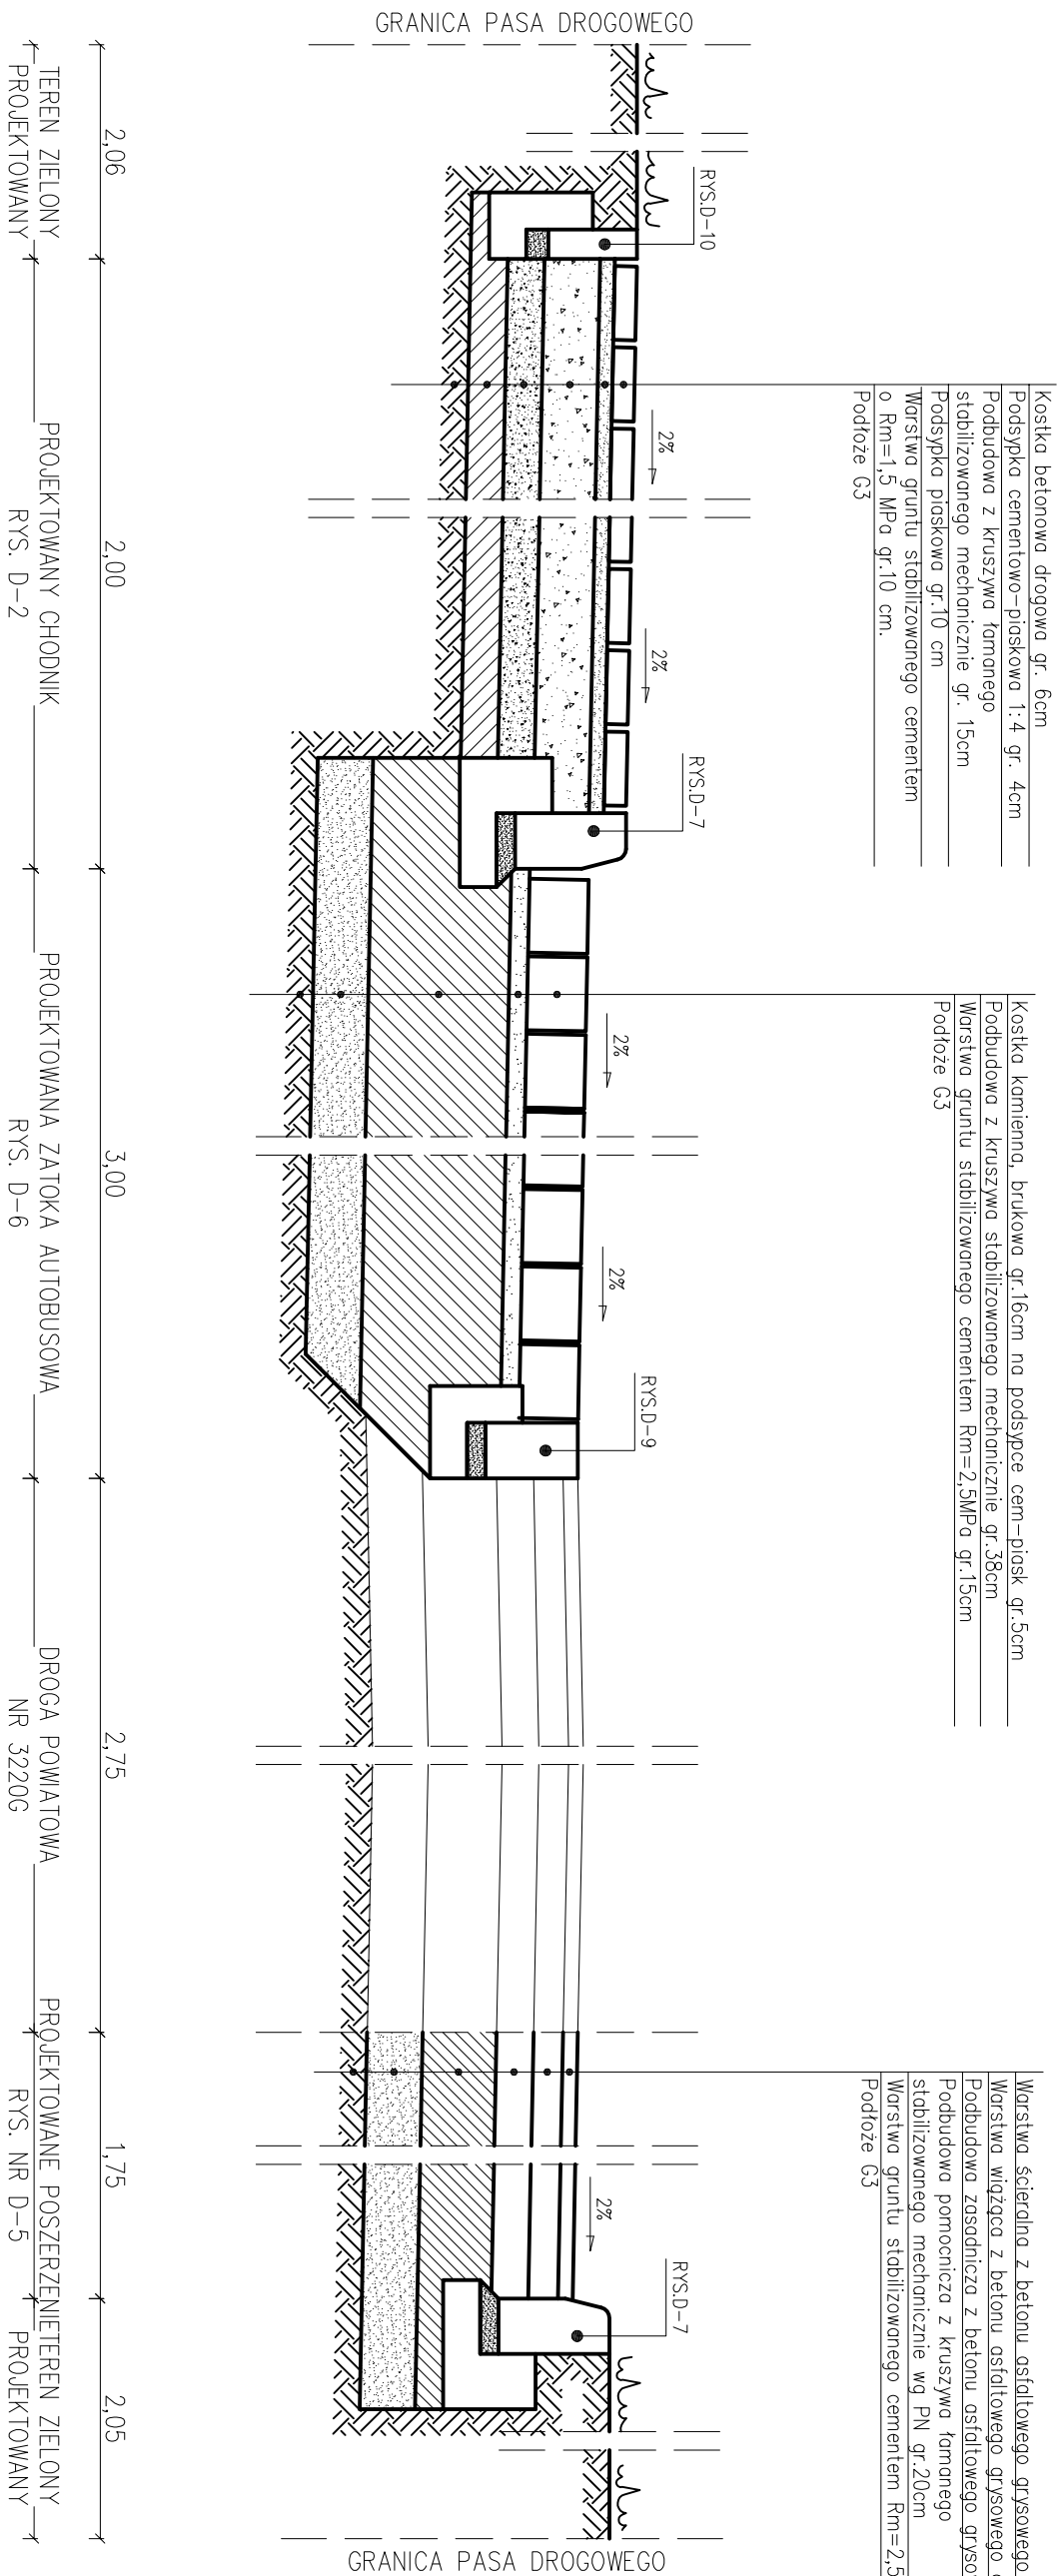 GRANICA PASA DROGOWEGO
Kostka betonowa drogowa gr. 6cm
Podsypka cementowo-piaskowa 1:4 gr. 4cm
Podbudowa z kruszywa łamanego
stabilizowanego mechanicznie gr. 15cm
Podsypka piaskowa gr.10 cm
Warstwa gruntu stabilizowanego cementem
o Rm=1,5 MPa gr.10 cm.
Podłoże G3
Kostka kamienna, brukowa gr.16cm na podsypce cem-piask gr.5cm
Podbudowa z kruszywa stabilizowanego mechanicznie gr.38cm
Warstwa gruntu stabilizowanego cementem Rm=2,5MPa gr.15cm
Podłoże G3
Warstwa ścieralna z betonu asfaltowego grysowego
Warstwa wiążąca z betonu asfaltowego grysowego
Podbudowa zasadnicza z betonu asfaltowego
Podbudowa pomocnicza z kruszywa łamanego
stabilizowanego mechanicznie wg PN gr.20cm
Warstwa gruntu stabilizowanego cementem Rm=2,5
Podłoże G3
RYS.D-10
2%
2%
RYS.D-7
2%
2%
RYS.D-9
2%
RYS.D-7
GRANICA PASA DROGOWEGO
2,06
2,00
3,00
2,75
1,75
2,05
TEREN ZIELONY
PROJEKTOWANY
PROJEKTOWANY CHODNIK
RYS. D-2
PROJEKTOWANA ZATOKA AUTOBUSOWA
RYS. D-6
DROGA POWIATOWA
NR 3220G
PROJEKTOWANE POSZERZENIE
RYS. NR D-5
TEREN ZIELONY
PROJEKTOWANY